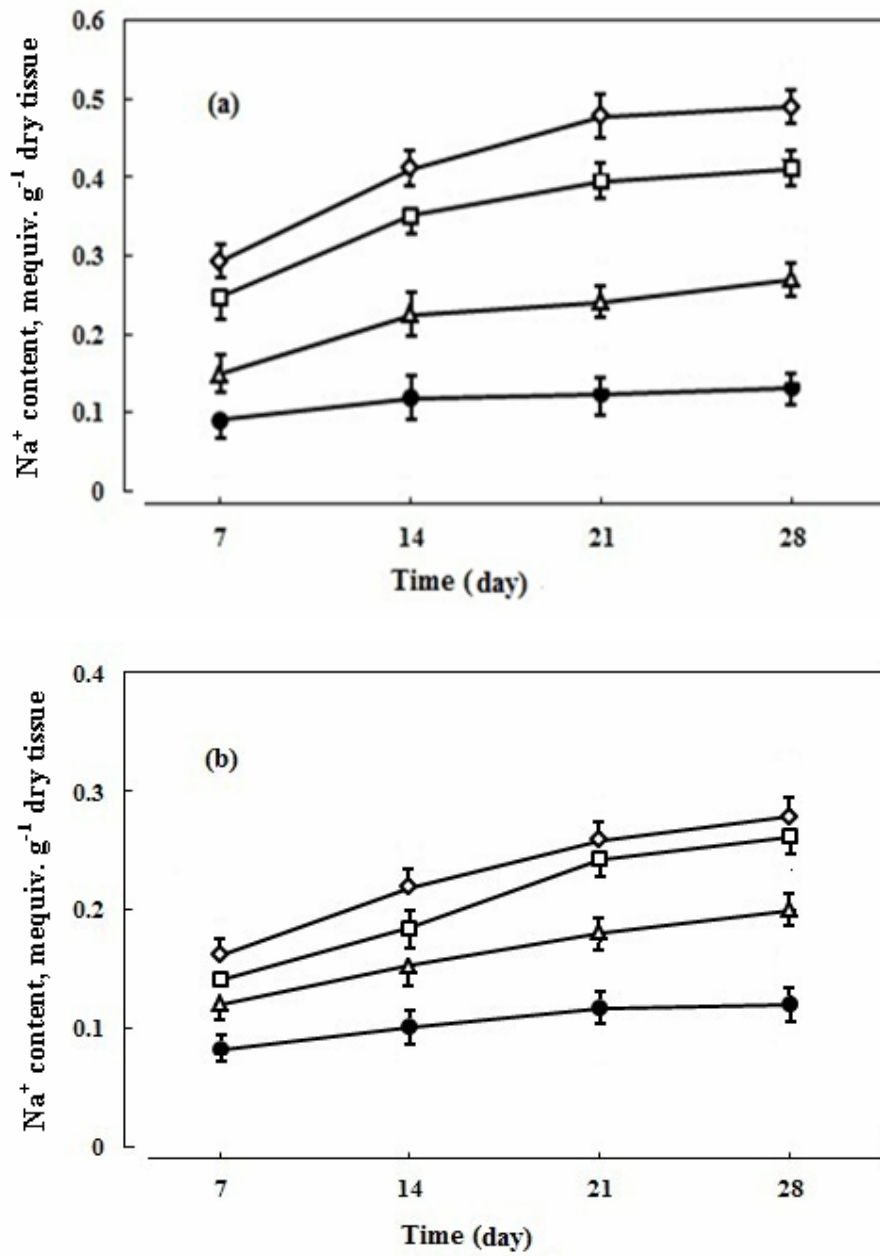 0.6
(a)
0.5
0.4
0.3
0.2
0.1
0
Na⁺ content, mequiv. g⁻¹ dry tissue
7 14 21 28
Time (day)
0.4
(b)
0.3
0.2
0.1
0
Na⁺ content, mequiv. g⁻¹ dry tissue
7 14 21 28
Time (day)